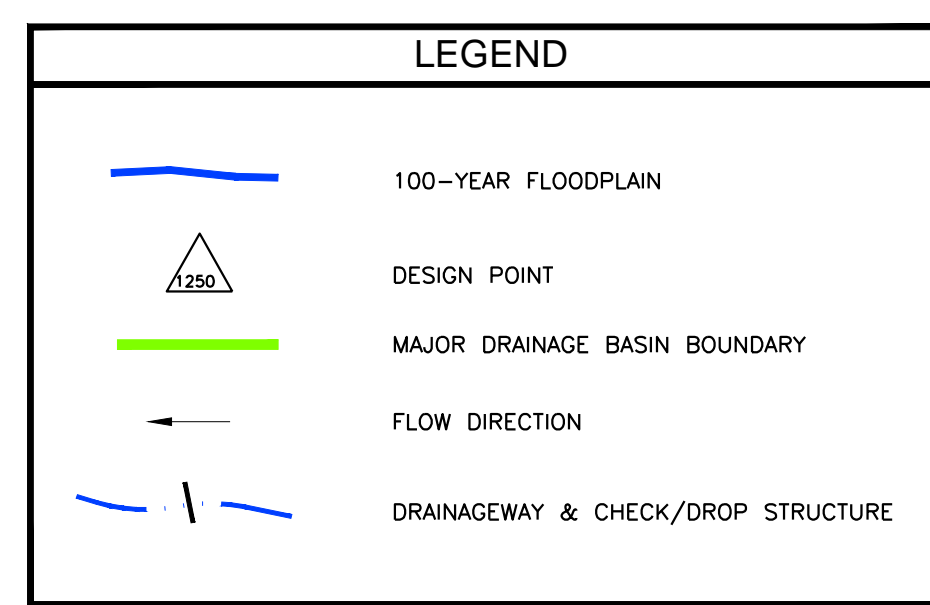 LEGEND
100-YEAR FLOODPLAIN
1250
DESIGN POINT
MAJOR DRAINAGE BASIN BOUNDARY
FLOW DIRECTION
DRAINAGEWAY & CHECK/DROP STRUCTURE